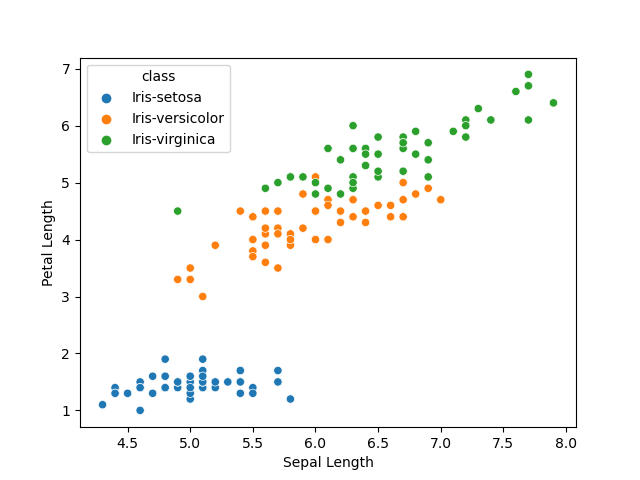 class
Iris-setosa
Iris-versicolor
Iris-virginica
7
6
5
4
3
2
1
Petal Length
4.5 5.0 5.5 6.0 6.5 7.0 7.5 8.0
Sepal Length